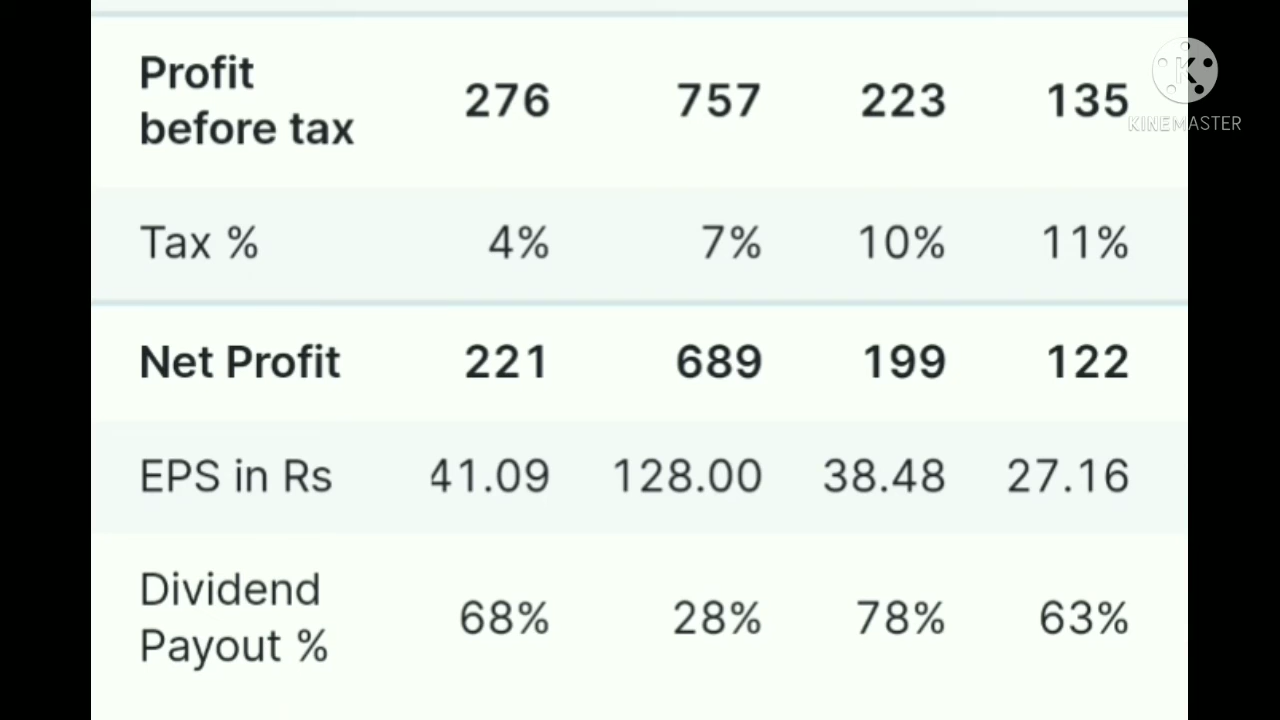 Profit before tax 276 757 223 135
KINEMASTER
Tax % 4% 7% 10% 11%
Net Profit 221 689 199 122
EPS in Rs 41.09 128.00 38.48 27.16
Dividend Payout % 68% 28% 78% 63%